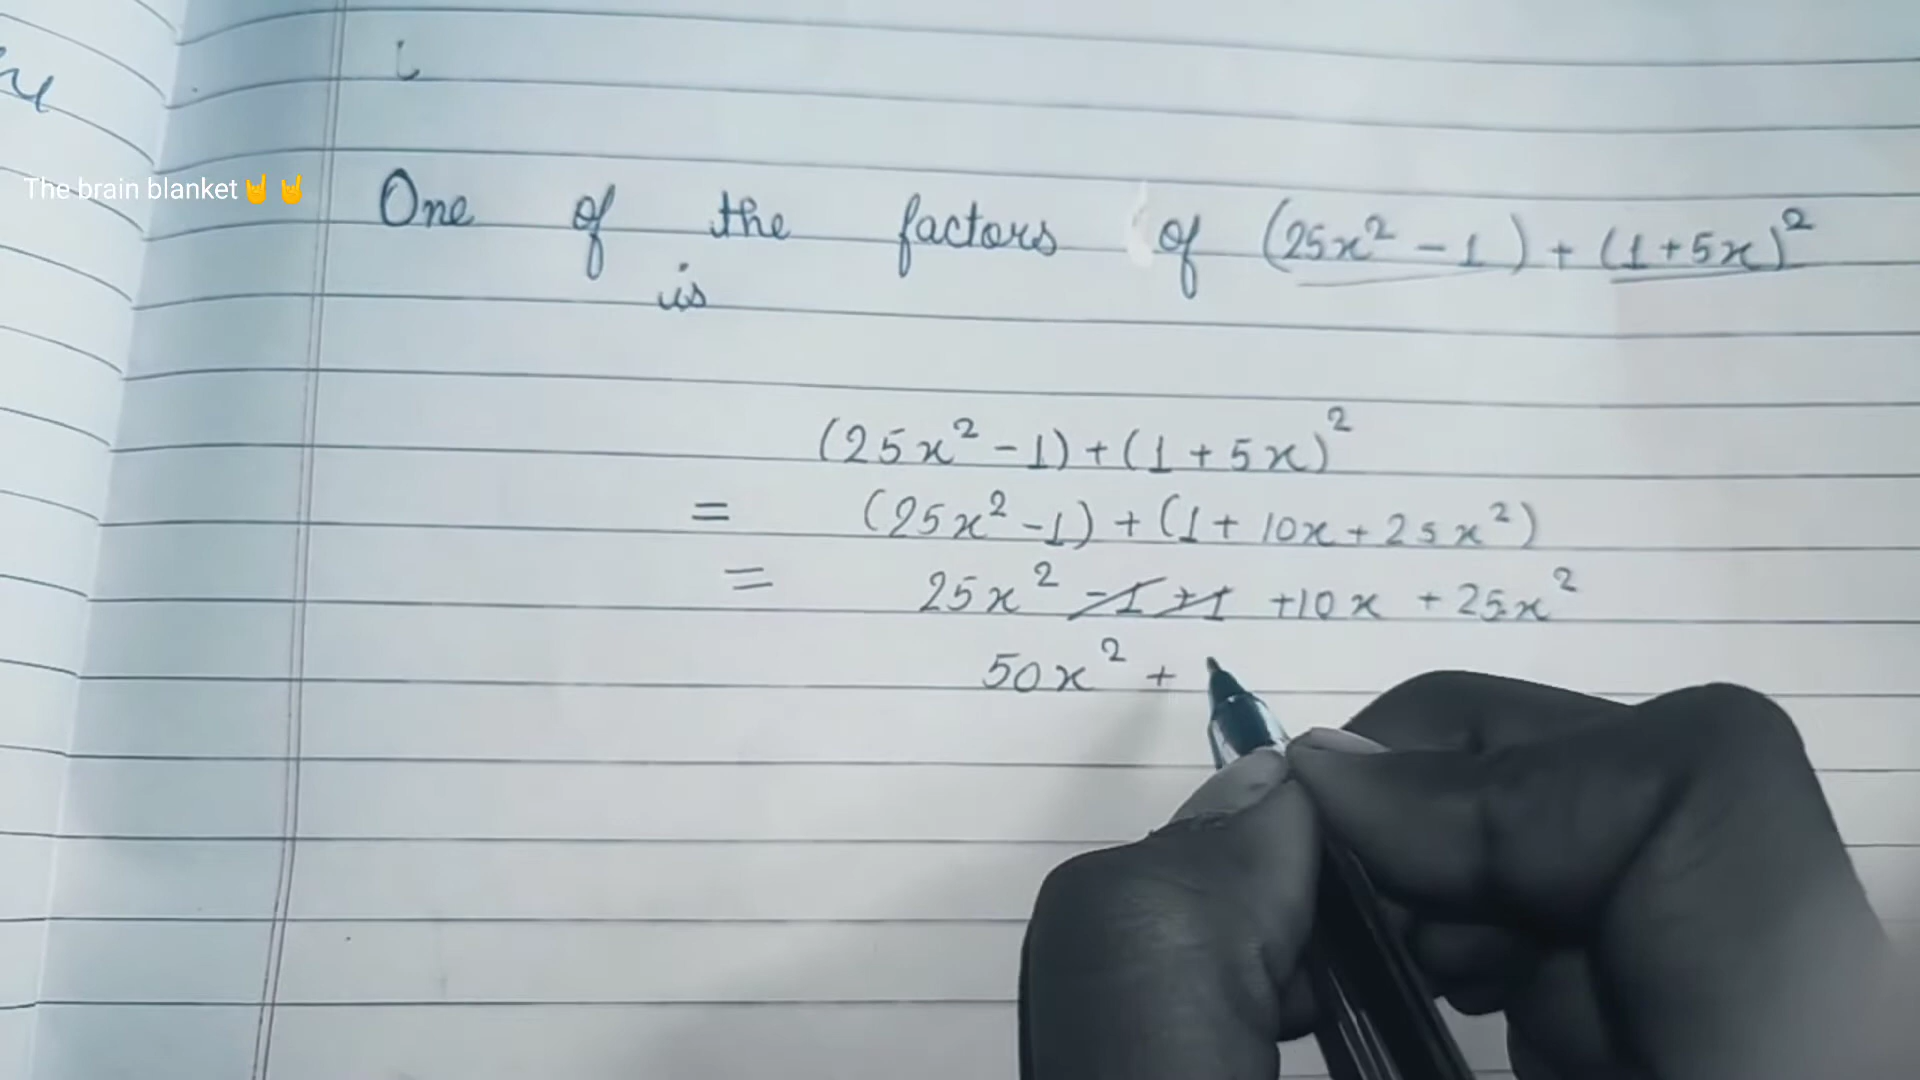 The brain blanket🤘🤘
One of the factors of (25x² - 1) + (1 + 5x)²
is
(25x² - 1) + (1 + 5x)²
= (25x² - 1) + (1 + 10x + 25x²)
= 25x² - 1 + 1 + 10x + 25x²
50x² +